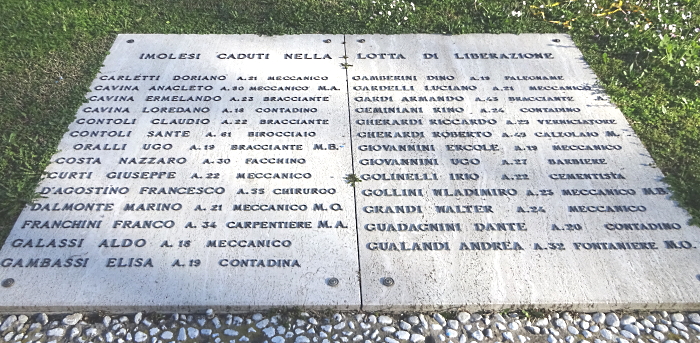 IMOLESI CADUTI NELLA LOTTA DI LIBERAZIONE
CARLETTI DORIANO A.21 MECCANICO
CAVINA ANACLETO A.20 MECCANICO M.A.
CAVINA ERMELANDO A.23 BRACCIANTE
CAVINA LOREDANO A.18 CONTADINO
CONTOLI CLAUDIO A.22 BRACCIANTE
CONTOLI SANTE A.61 BIROCCIAIO
ORALLI UGO A.19 BRACCIANTE M.B.
COSTA NAZZARO A.30 FACCHINO
CURTI GIUSEPPE A.22 MECCANICO
D'AGOSTINO FRANCESCO A.35 CHIRURGO
DALMONTE MARINO A.21 MECCANICO M.O.
FRANCHINI FRANCO A.34 CARPENTIERE M.A.
GALASSI ALDO A.18 MECCANICO
GAMBASSI ELISA A.19 CONTADINA
GAMBERINI DINO A.19 FALEGNAME
GARDELLI LUCIANO A.21 MECCANICO
GARDI ARMANDO A.43 BRACCIANTE
GEMINIANI RINO A.24 CONTADINO
GHERARDI RICCARDO A.23 VERNICIATORE
GHERARDI ROBERTO A.43 CALZOLAIO M.
GIOVANNINI ERCOLE A.19 MECCANICO
GIOVANNINI UGO A.27 BARBIERE
GOLINELLI IRIO A.22 CEMENTISTA
GOLLINI WLADIMIRO A.23 MECCANICO M.B.
GRANDI WALTER A.24 MECCANICO
GUADAGNINI DANTE A.20 CONTADINO
GUALANDI ANDREA A.32 FONTANIERE M.O.